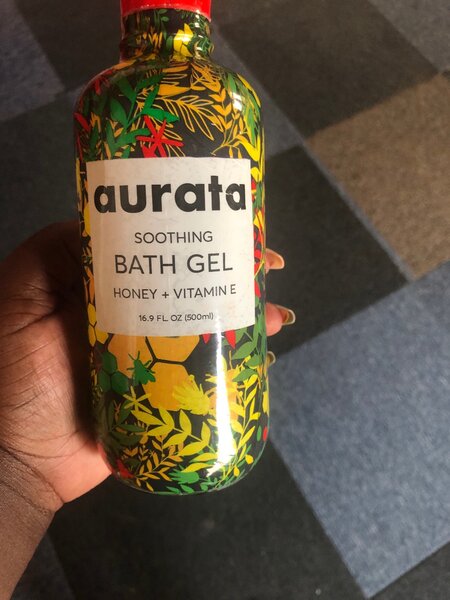 aurata
SOOTHING
BATH GEL
HONEY + VITAMIN E
16.9 FL. OZ (500ml)